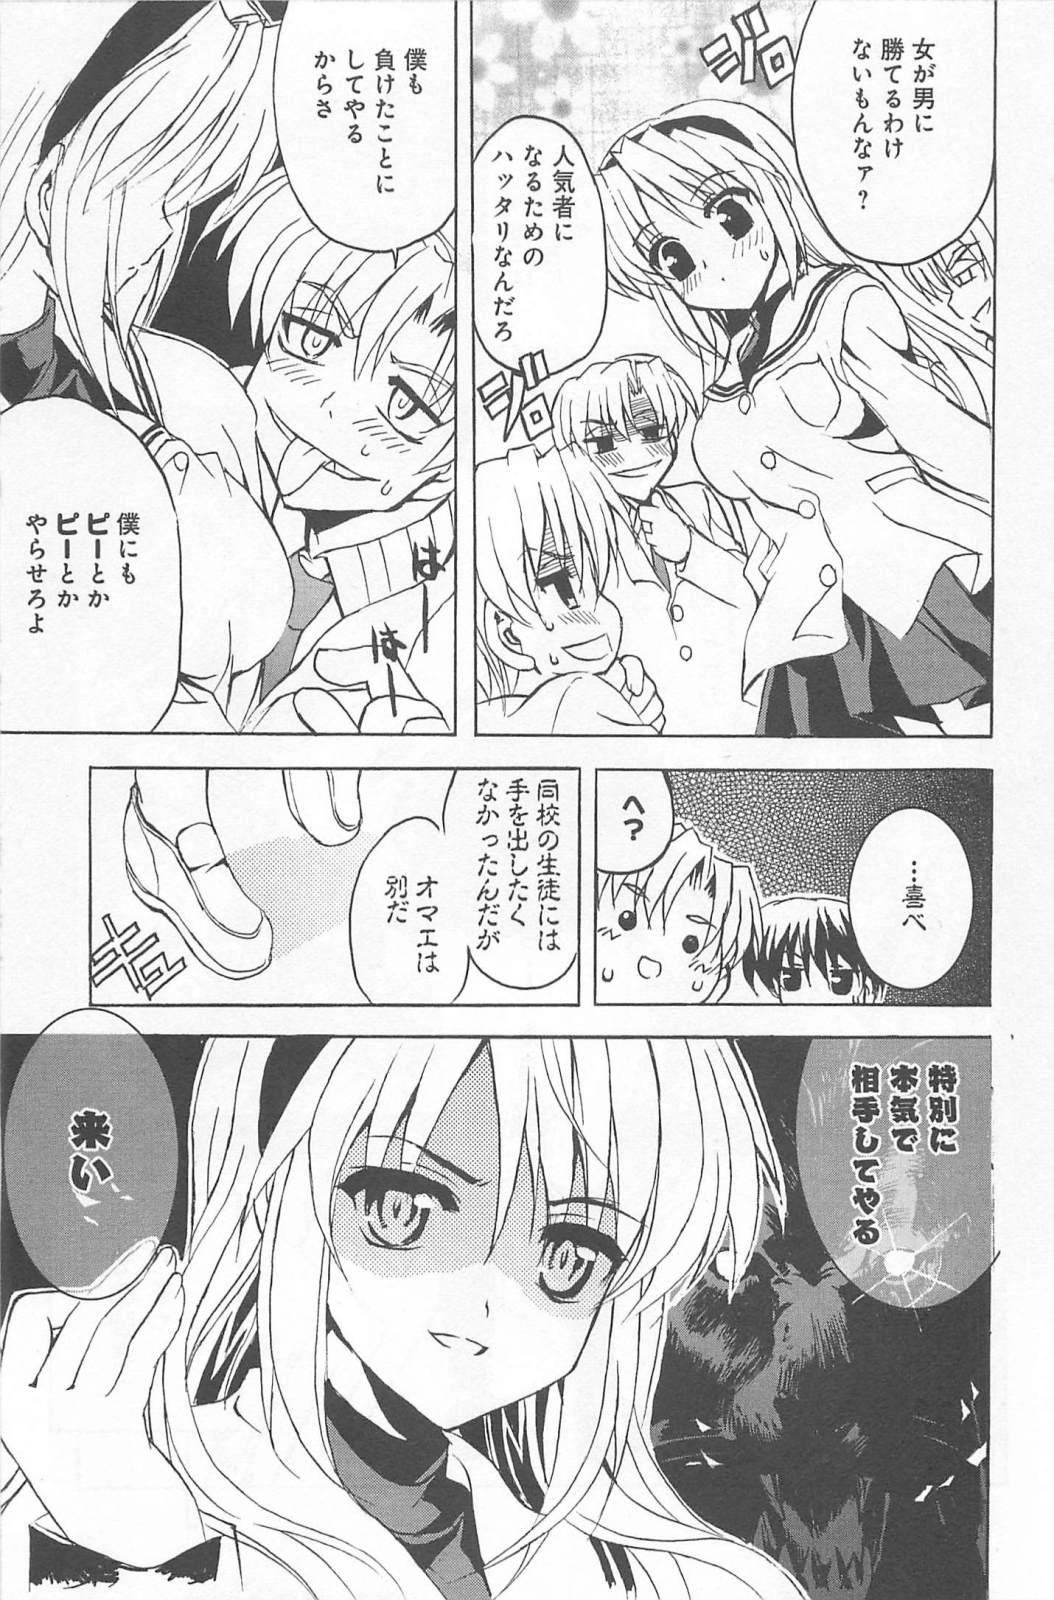 女が男に
勝てるわけ
ないもんなァ?
ジロ
人気者に
なるための
ハッタリなんだろ
ジロ
僕も
負けたことに
してやる
からさ
はー
はー
僕にも
ピーとか
ピーとか
やらせろよ
…喜べ
へ?
同校の生徒には
手を出したく
なかったんだが
オマエは
別だ
キュ
特別に
本気で
相手してやる
来い